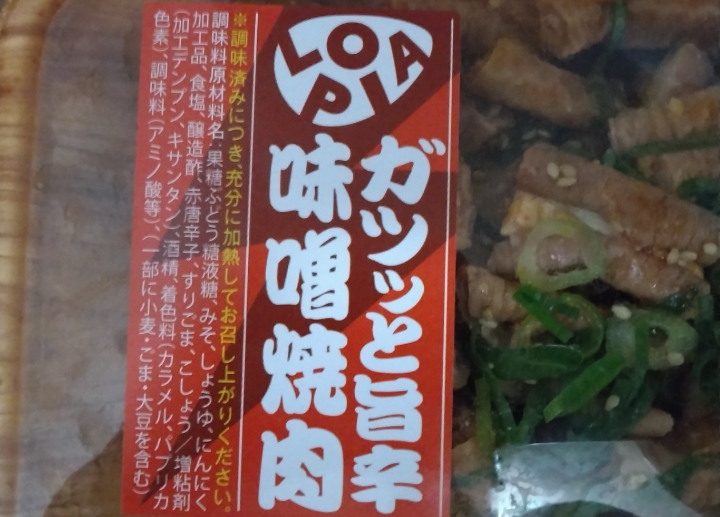 LOPIA
ガツッと旨辛
味噌焼肉
※調味済みにつき、充分に加熱してお召し上がりください。
調味料原材料名:果糖ぶどう糖液糖、みそ、しょうゆ、にんにく
加工品、食塩、醸造酢、赤唐辛子、すりごま、こしょう/増粘剤
(加工デンプン、キサンタン)、酒精、着色料(カラメル、パプリカ
色素)、調味料(アミノ酸等)、(一部に小麦・ごま・大豆を含む)